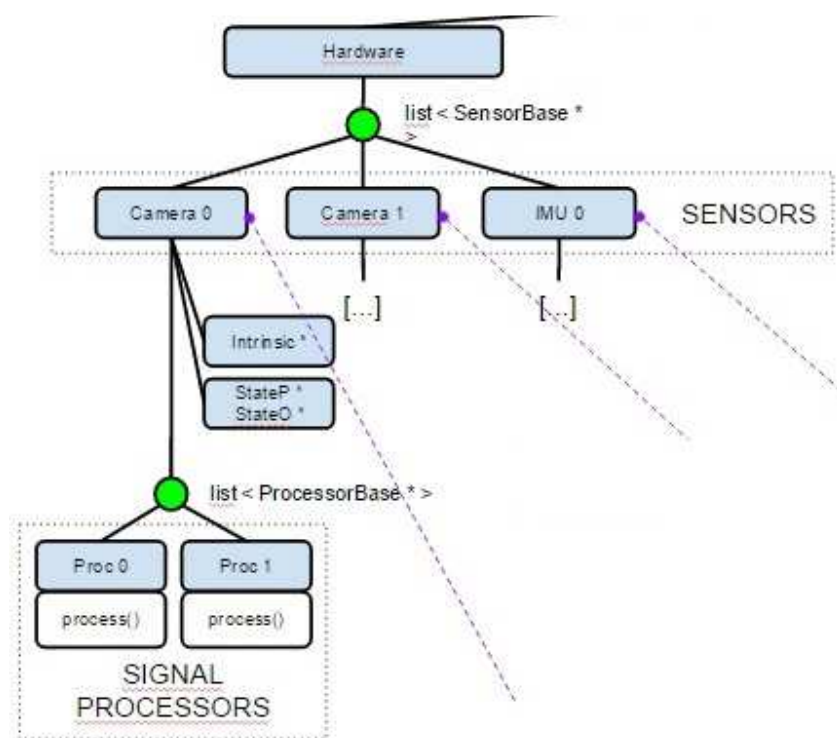 Hardware
list < SensorBase *
>
Camera 0
Camera 1
IMU 0
SENSORS
[...]
[...]
Intrinsic *
StateP *
StateO *
list < ProcessorBase * >
Proc 0
Proc 1
process()
process()
SIGNAL
PROCESSORS